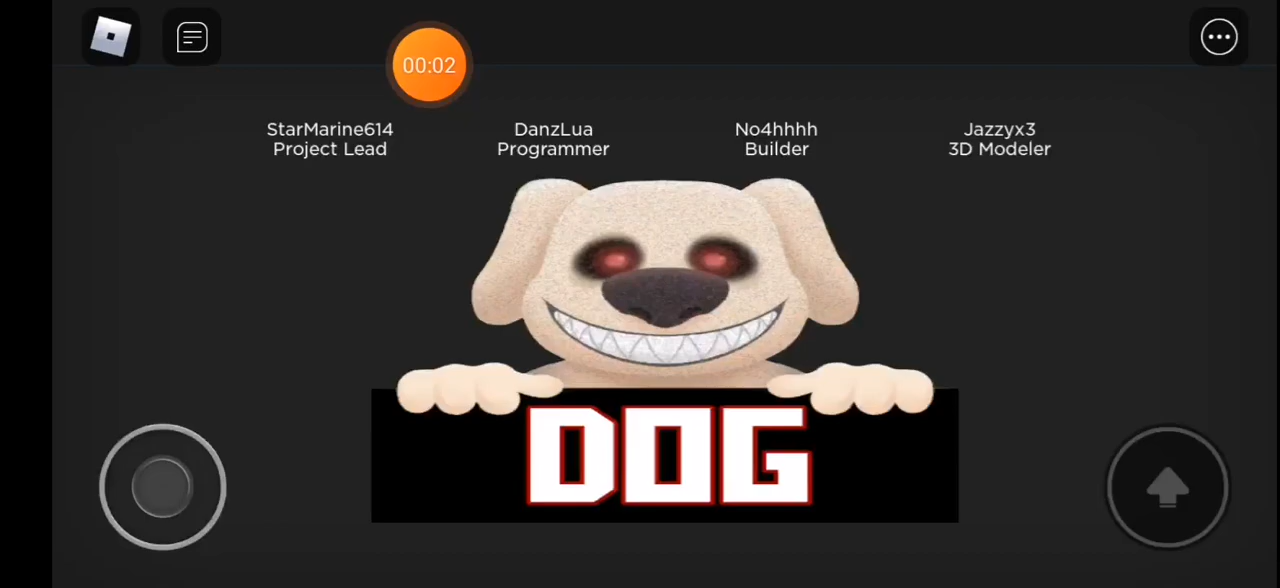 00:02
StarMarine614
Project Lead
DanzLua
Programmer
No4hhhh
Builder
Jazzyx3
3D Modeler
DOG